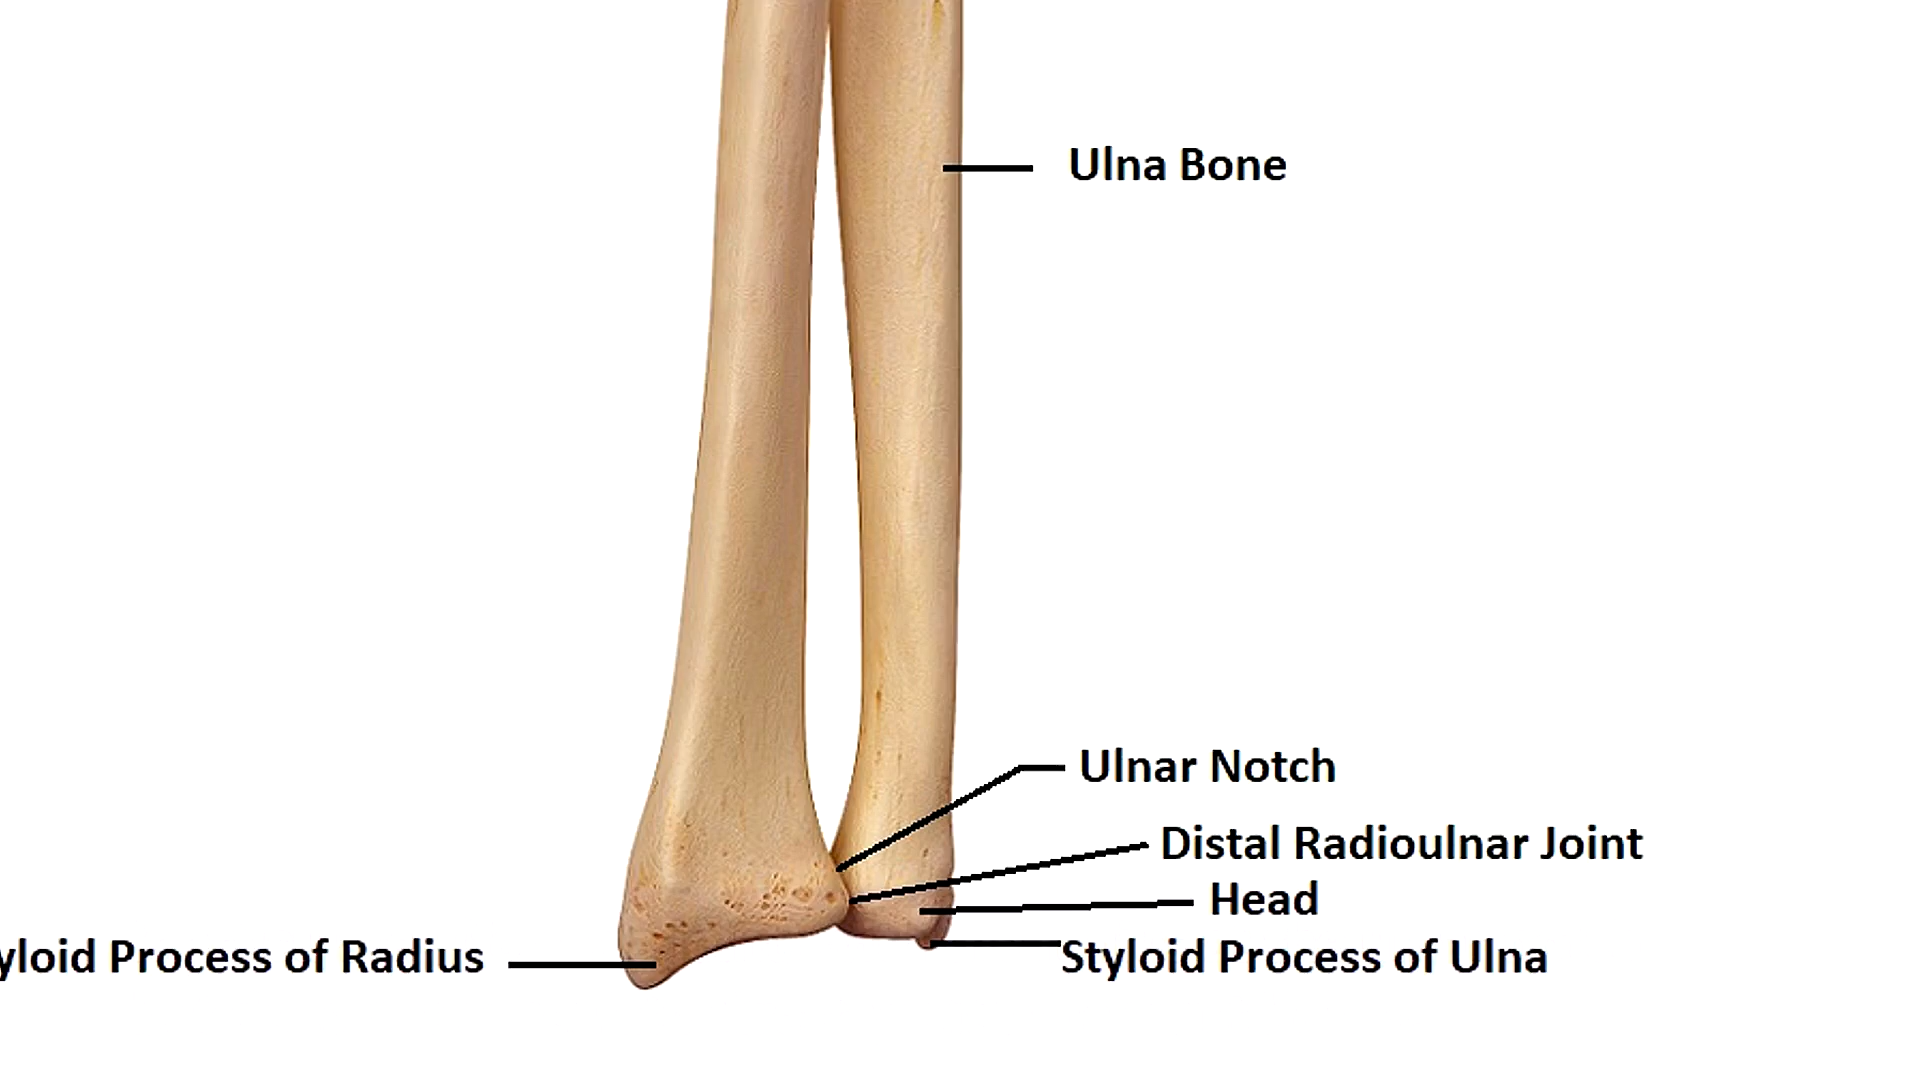 Ulna Bone
Ulnar Notch
Distal Radioulnar Joint
Head
yloid Process of Radius
Styloid Process of Ulna